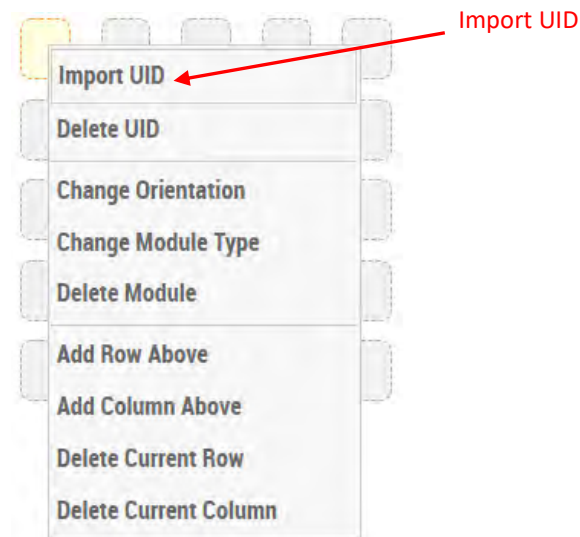 Import UID
Import UID
Delete UID
Change Orientation
Change Module Type
Delete Module
Add Row Above
Add Column Above
Delete Current Row
Delete Current Column